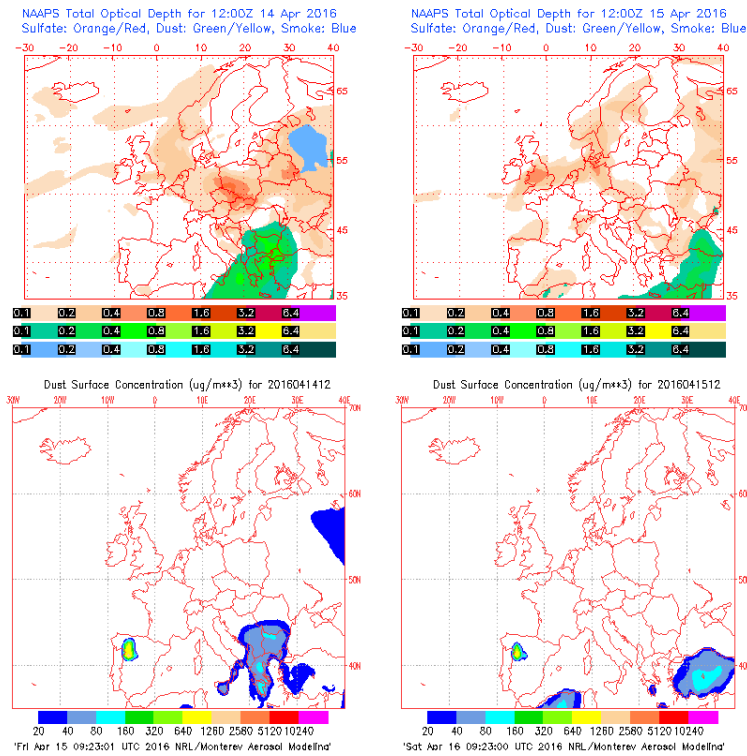 NAAPS Total Optical Depth for 12:00Z 14 Apr 2016
Sulfate: Orange/Red, Dust: Green/Yellow, Smoke: Blue
-30 -20 -10 0 10 20 30 40
65
55
45
35
0.1 0.2 0.4 0.8 1.6 3.2 6.4
0.1 0.2 0.4 0.8 1.6 3.2 6.4
0.1 0.2 0.4 0.8 1.6 3.2 6.4
NAAPS Total Optical Depth for 12:00Z 15 Apr 2016
Sulfate: Orange/Red, Dust: Green/Yellow, Smoke: Blue
-30 -20 -10 0 10 20 30 40
65
55
45
35
0.1 0.2 0.4 0.8 1.6 3.2 6.4
0.1 0.2 0.4 0.8 1.6 3.2 6.4
0.1 0.2 0.4 0.8 1.6 3.2 6.4
Dust Surface Concentration (ug/m**3) for 2016041412
30W 20W 10W 0 10E 20E 30E 40E
70N
60N
50N
40N
20 40 80 160 320 640 1280 2560 5120 10240
'Fri Apr 15 09:23:01 UTC 2016 NRL/Monterey Aerosol Modeling'
Dust Surface Concentration (ug/m**3) for 2016041512
30W 20W 10W 0 10E 20E 30E 40E
70N
60N
50N
40N
20 40 80 160 320 640 1280 2560 5120 10240
'Sat Apr 16 09:23:00 UTC 2016 NRL/Monterey Aerosol Modeling'